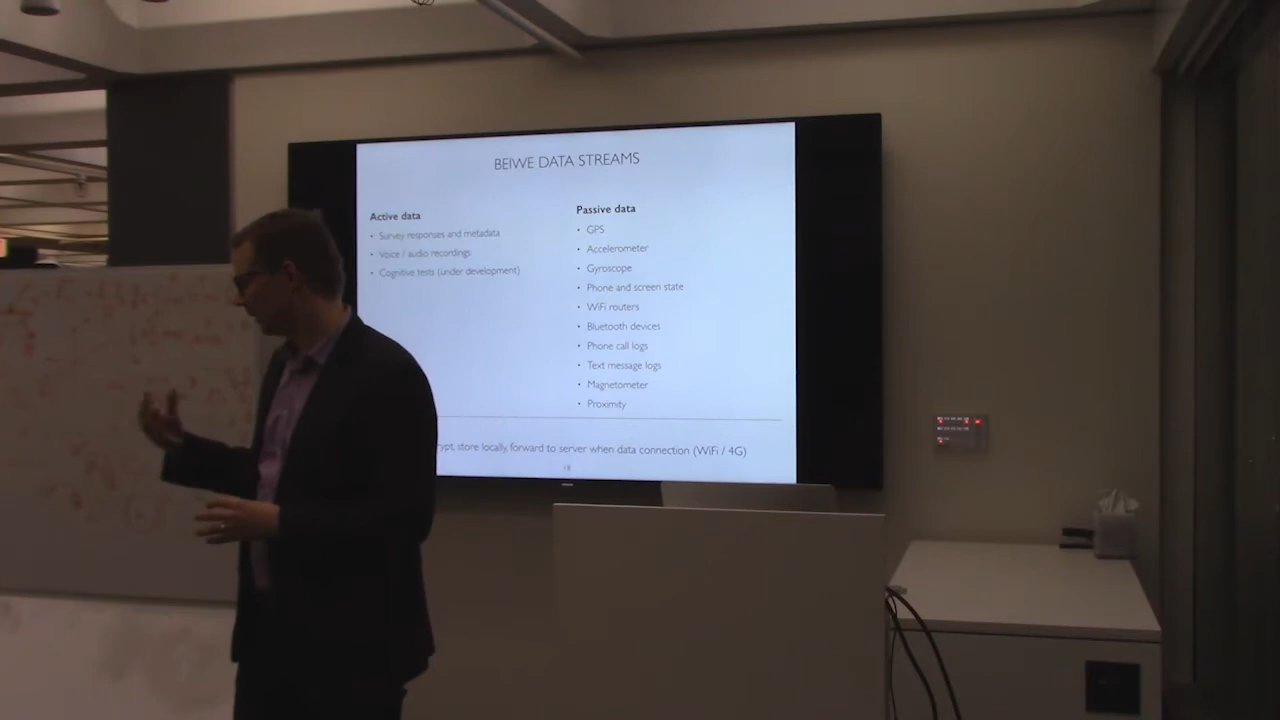 BEIWE DATA STREAMS
Active data
• Survey responses and metadata
• Voice / audio recordings
• Cognitive tests (under development)
Passive data
• GPS
• Accelerometer
• Gyroscope
• Phone and screen state
• WiFi routers
• Bluetooth devices
• Phone call logs
• Text message logs
• Magnetometer
• Proximity
rypt, store locally, forward to server when data connection (WiFi / 4G)
18